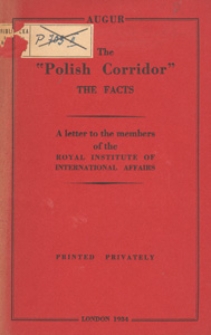 AUGUR
The
"Polish Corridor"
THE FACTS
A letter to the members
of the
ROYAL INSTITUTE OF
INTERNATIONAL AFFAIRS
PRINTED PRIVATELY
LONDON 1934